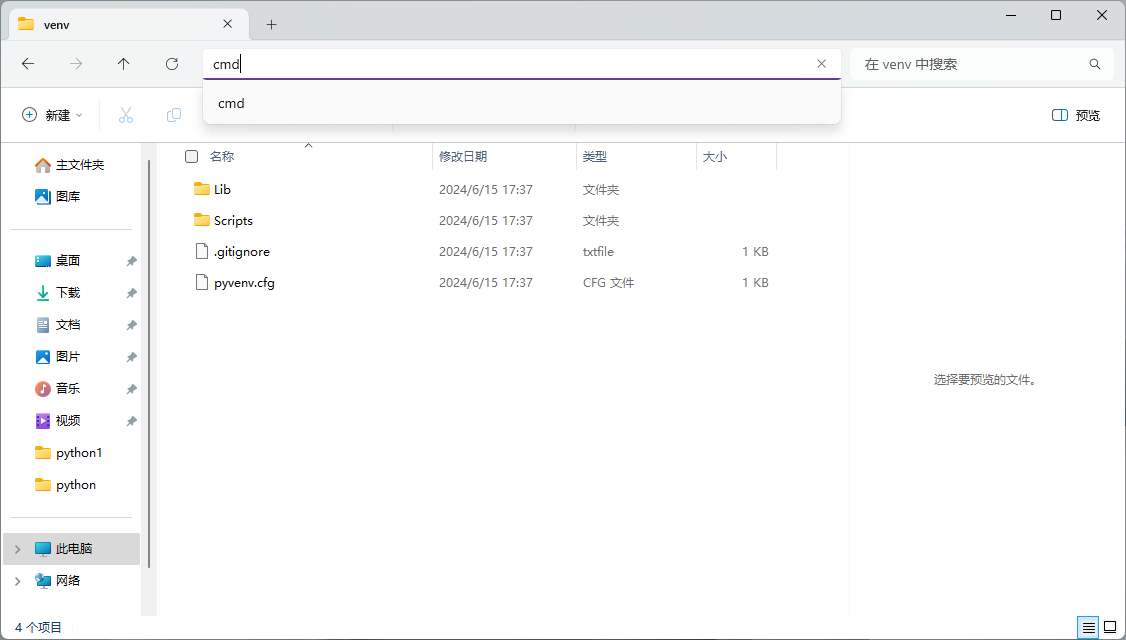 venv
cmd
在 venv 中搜索
cmd
新建
预览
名称
修改日期
类型
大小
Lib
2024/6/15 17:37
文件夹
Scripts
2024/6/15 17:37
文件夹
.gitignore
2024/6/15 17:37
txtfile
1 KB
pyvenv.cfg
2024/6/15 17:37
CFG 文件
1 KB
主文件夹
图库
桌面
下载
文档
图片
音乐
视频
python1
python
此电脑
网络
选择要预览的文件。
4 个项目